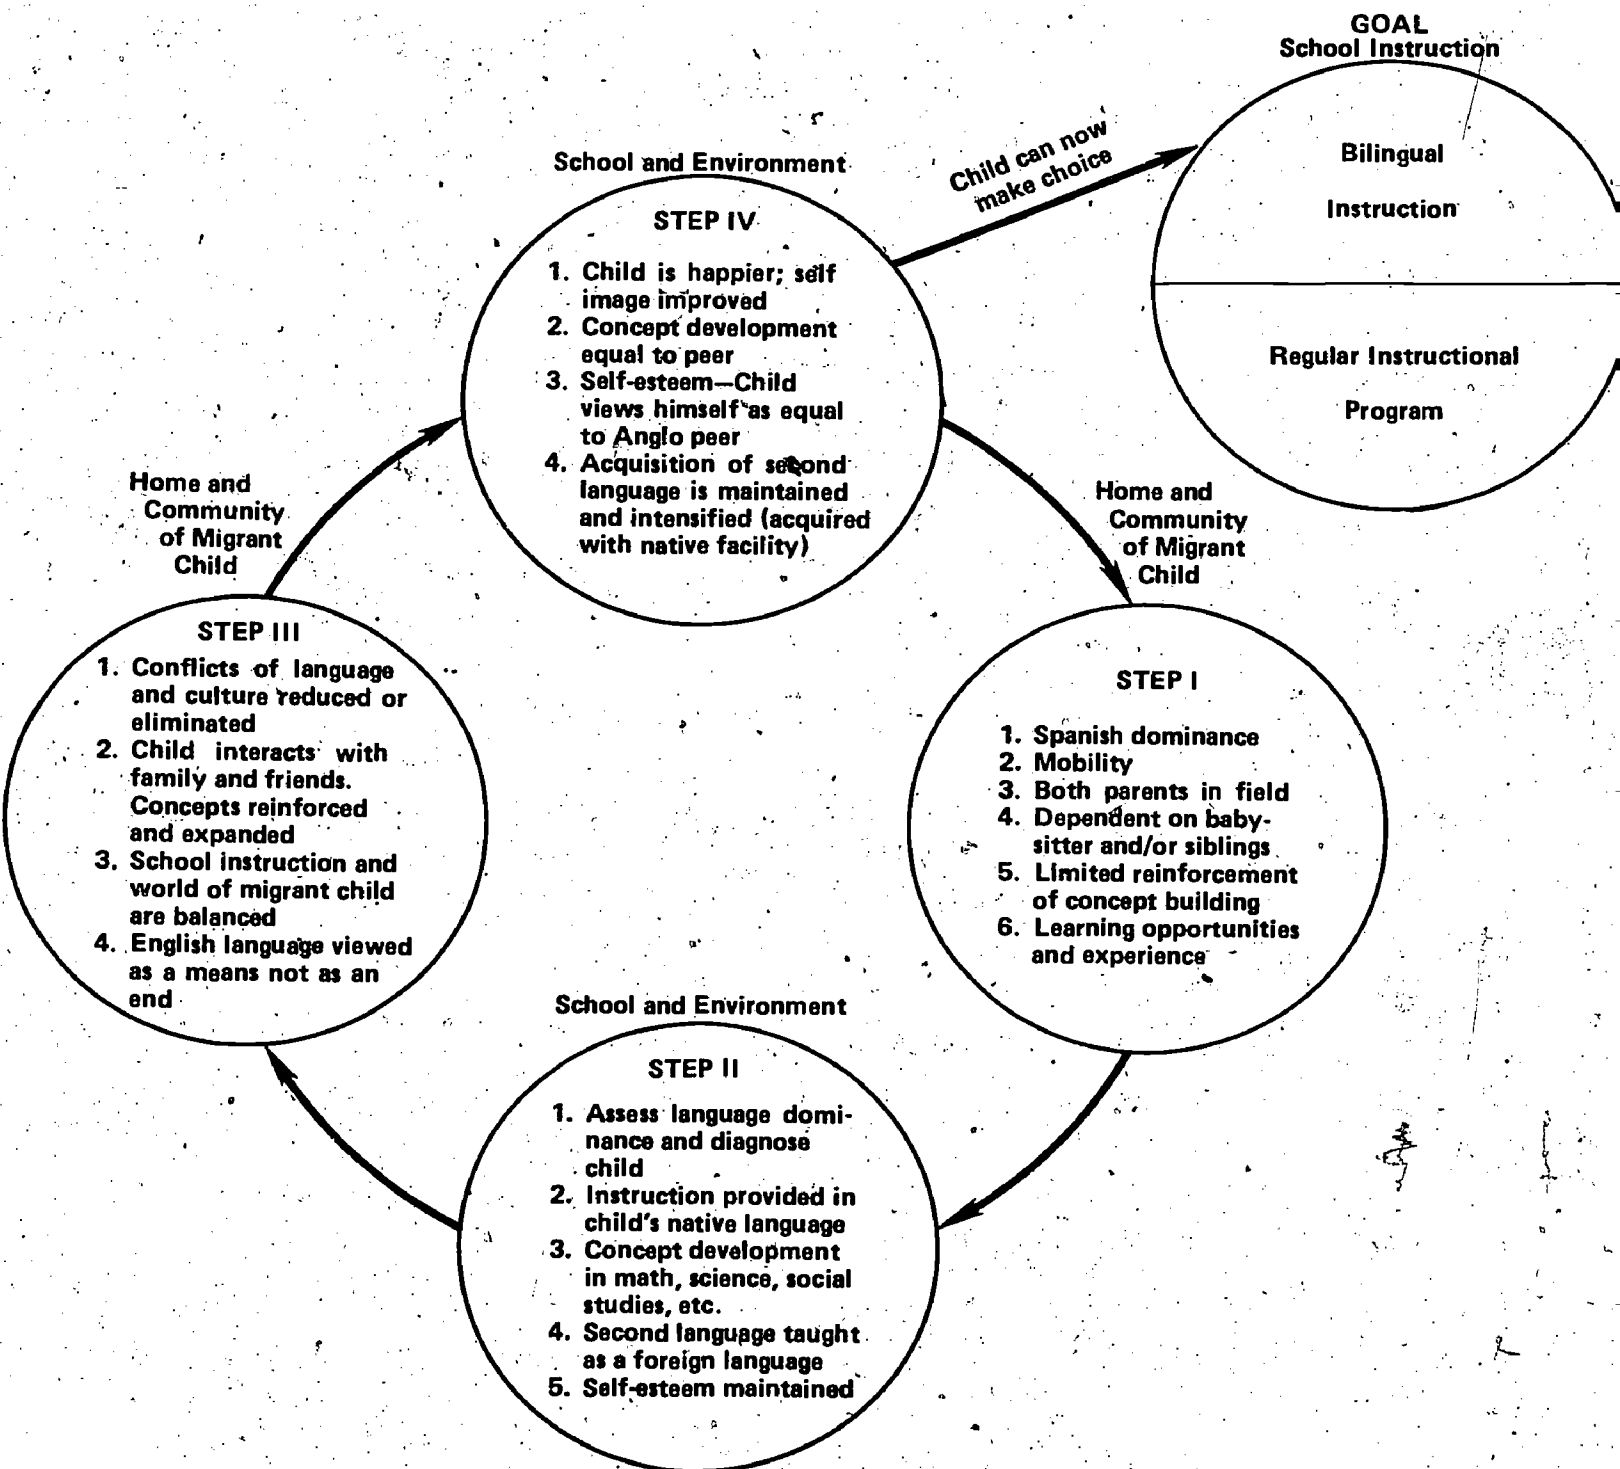 GOAL
School Instruction
Bilingual
Instruction
Regular Instructional
Program
Child can now
make choice
School and Environment
STEP IV
1. Child is happier; self
image improved
2. Concept development
equal to peer
3. Self-esteem—Child
views himself as equal
to Anglo peer
4. Acquisition of second
language is maintained
and intensified (acquired
with native facility)
Home and
Community
of Migrant
Child
STEP I
1. Spanish dominance
2. Mobility
3. Both parents in field
4. Dependent on baby-
sitter and/or siblings
5. Limited reinforcement
of concept building
6. Learning opportunities
and experience
School and Environment
STEP II
1. Assess language domi-
nance and diagnose
child
2. Instruction provided in
child's native language
3. Concept development
in math, science, social
studies, etc.
4. Second language taught
as a foreign language
5. Self-esteem maintained
Home and
Community
of Migrant
Child
STEP III
1. Conflicts of language
and culture reduced or
eliminated
2. Child interacts with
family and friends.
Concepts reinforced
and expanded
3. School instruction and
world of migrant child
are balanced
4. English language viewed
as a means not as an
end